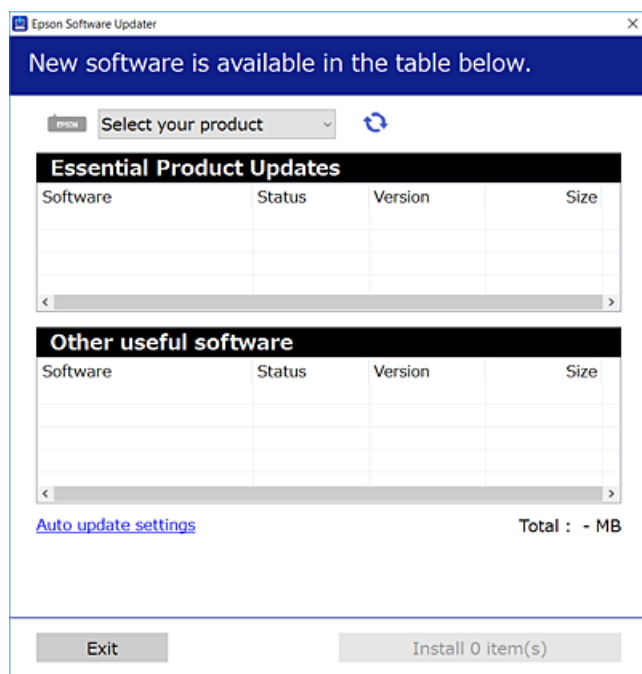 Epson Software Updater
New software is available in the table below.
EPSON Select your product
Essential Product Updates
Software Status Version Size
Other useful software
Software Status Version Size
Auto update settings Total : - MB
Exit Install 0 item(s)